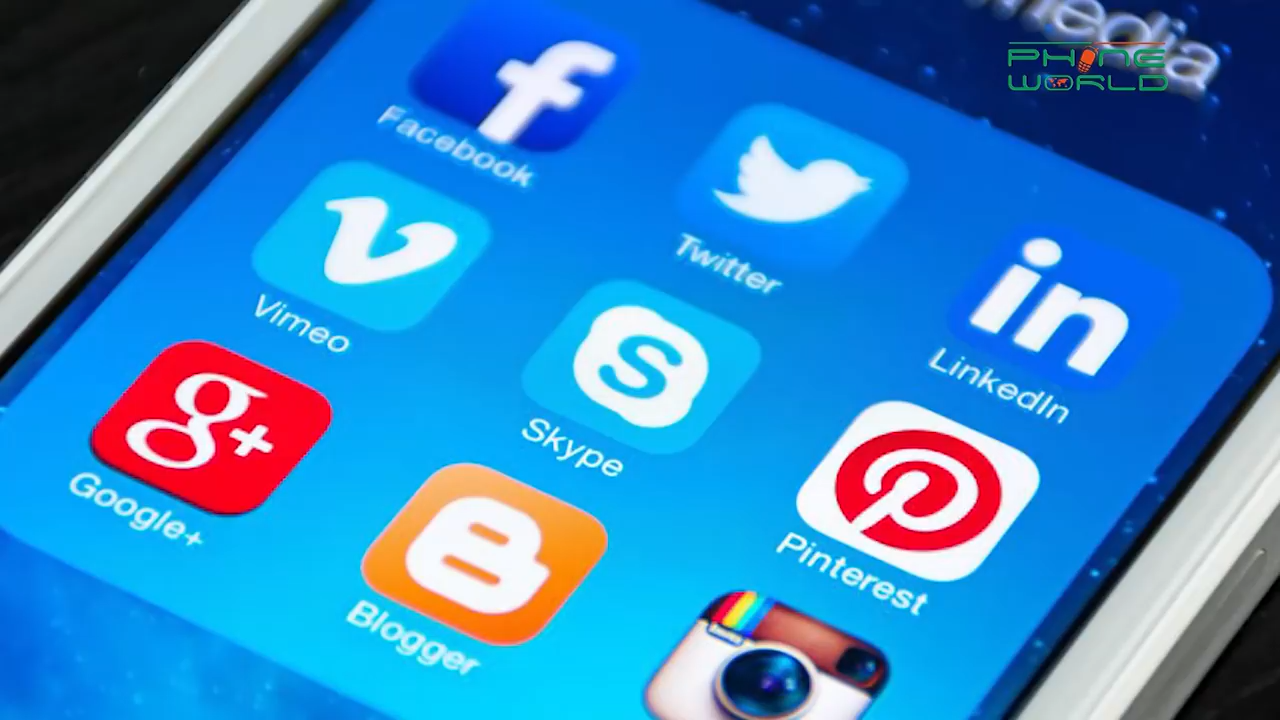 media
PHONE
WORLD
Facebook
Twitter
LinkedIn
Vimeo
Skype
Pinterest
Google+
Blogger